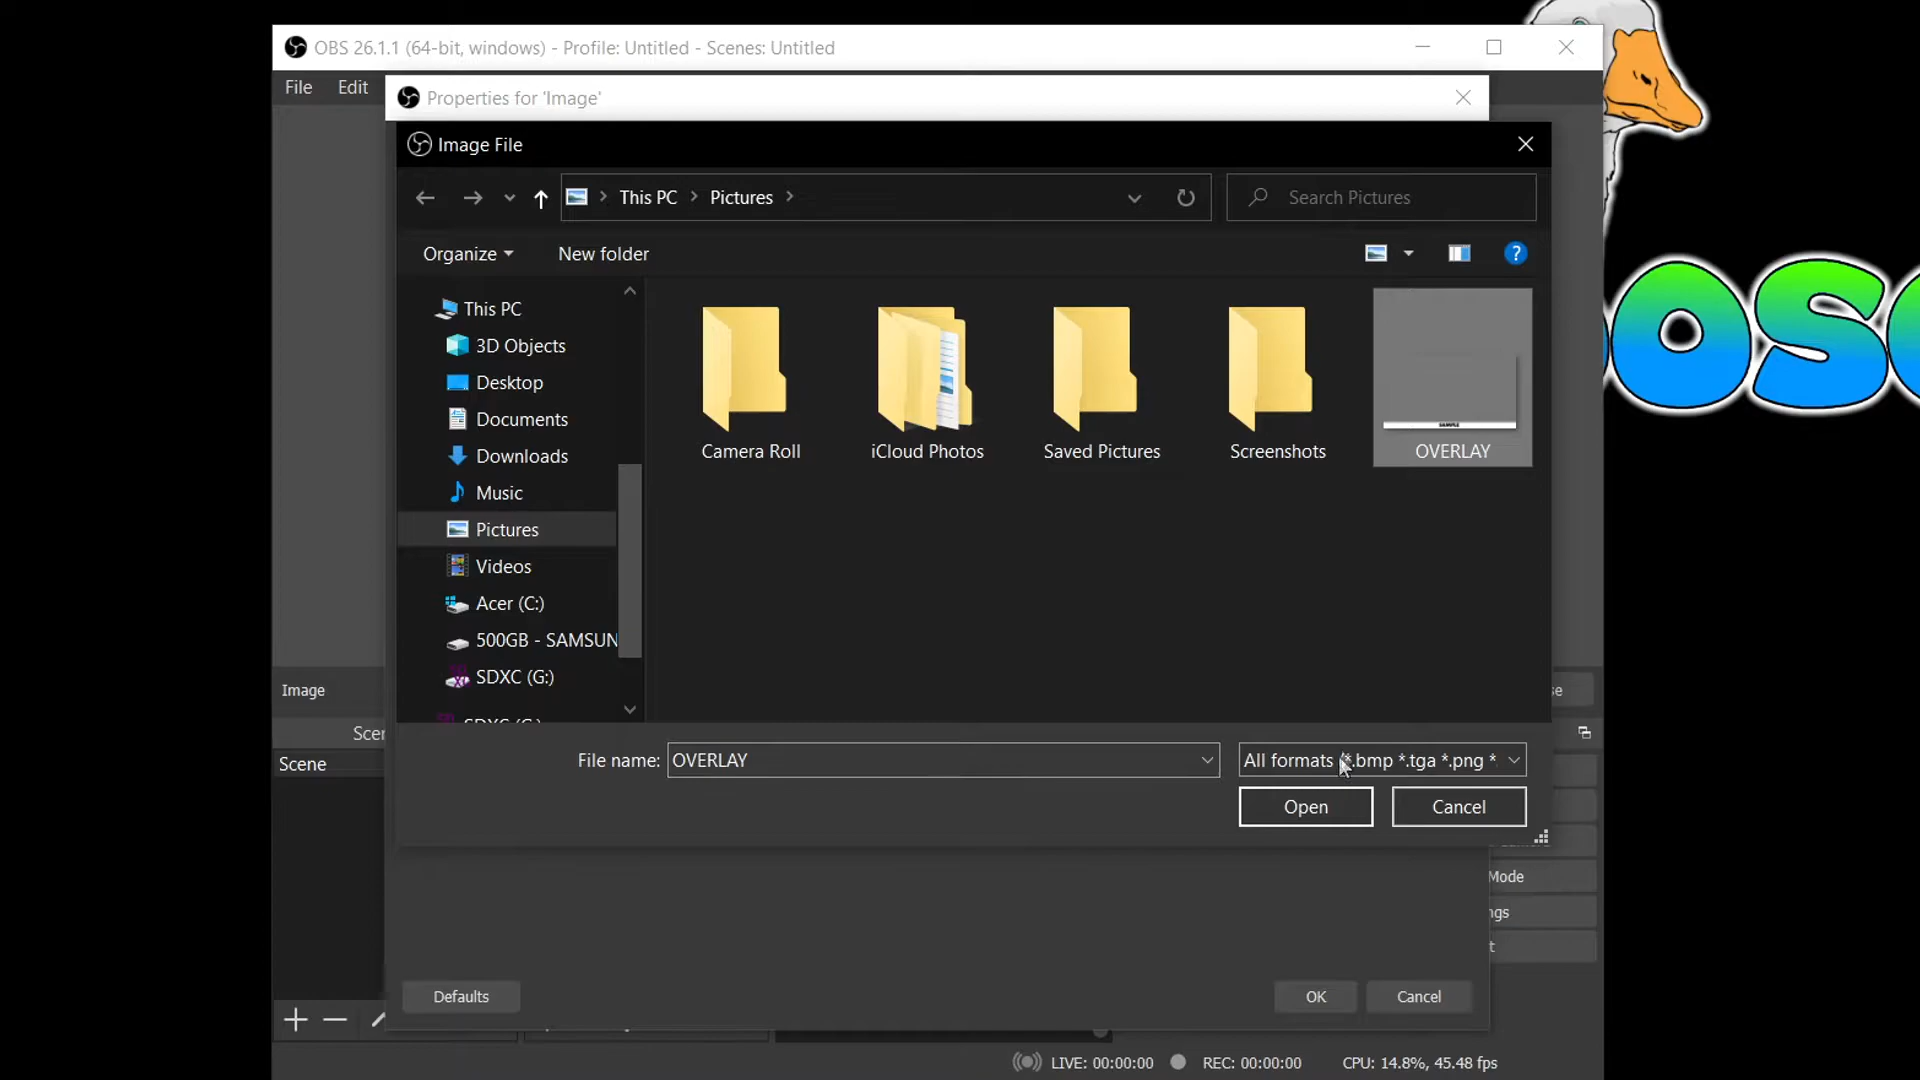 OBS 26.1.1 (64-bit, windows) - Profile: Untitled - Scenes: Untitled
File Edit
Properties for 'Image'
Image File
This PC Pictures
Search Pictures
Organize New folder
This PC
3D Objects
Desktop
Documents
Downloads
Music
Pictures
Videos
Acer (C:)
500GB - SAMSUN
SDXC (G:)
Camera Roll
iCloud Photos
Saved Pictures
Screenshots
SAMPLE
OVERLAY
File name: OVERLAY
All formats (*.bmp *.tga *.png *
Open Cancel
Image
Scen
Scene
se
Mode
ngs
t
Defaults
OK Cancel
LIVE: 00:00:00 REC: 00:00:00 CPU: 14.8%, 45.48 fps